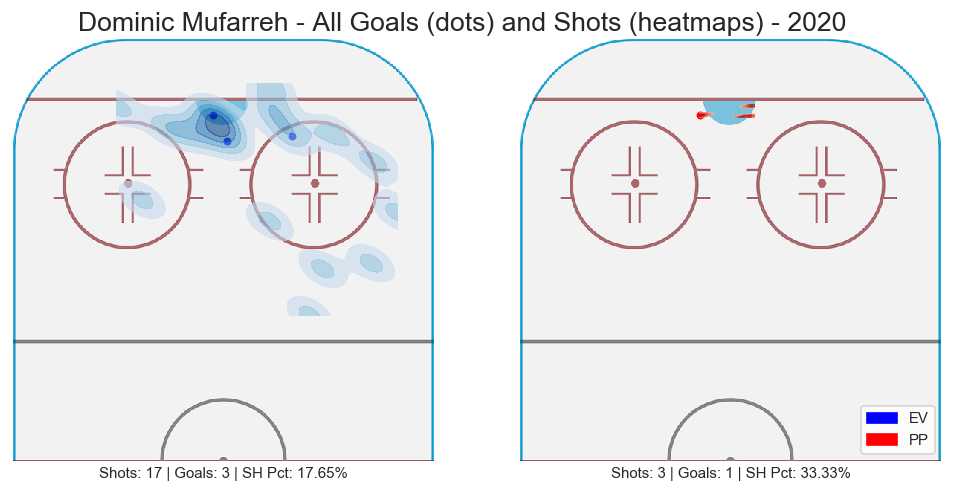 Dominic Mufarreh - All Goals (dots) and Shots (heatmaps) - 2020
EV
PP
Shots: 17 | Goals: 3 | SH Pct: 17.65%
Shots: 3 | Goals: 1 | SH Pct: 33.33%